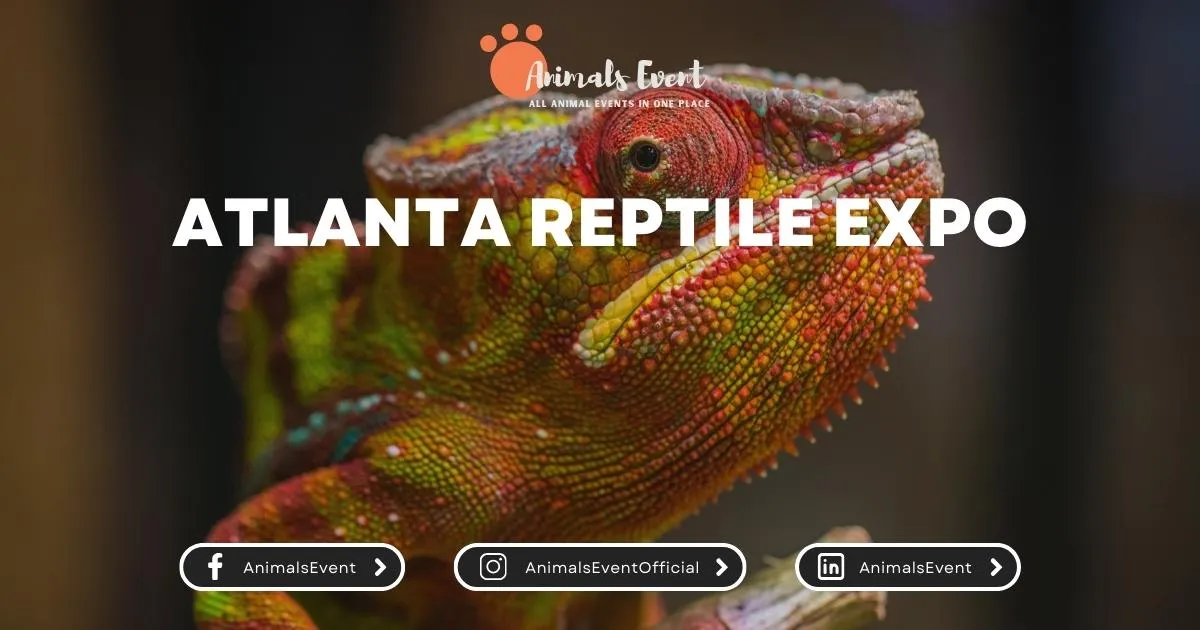 Animals Event
ALL ANIMAL EVENTS IN ONE PLACE
ATLANTA REPTILE EXPO
AnimalsEvent
AnimalsEventOfficial
AnimalsEvent